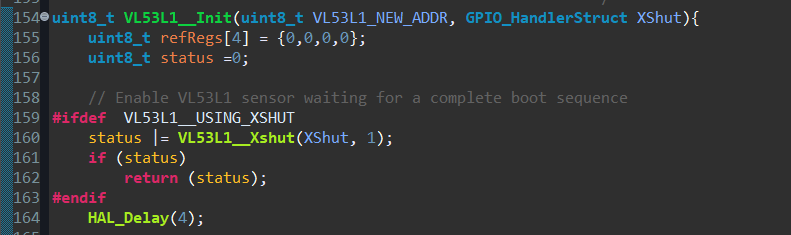 154 uint8_t VL53L1__Init(uint8_t VL53L1_NEW_ADDR, GPIO_HandlerStruct XShut){
155     uint8_t refRegs[4] = {0,0,0,0};
156     uint8_t status =0;
157
158     // Enable VL53L1 sensor waiting for a complete boot sequence
159 #ifdef  VL53L1__USING_XSHUT
160     status |= VL53L1__Xshut(XShut, 1);
161     if (status)
162         return (status);
163 #endif
164     HAL_Delay(4);